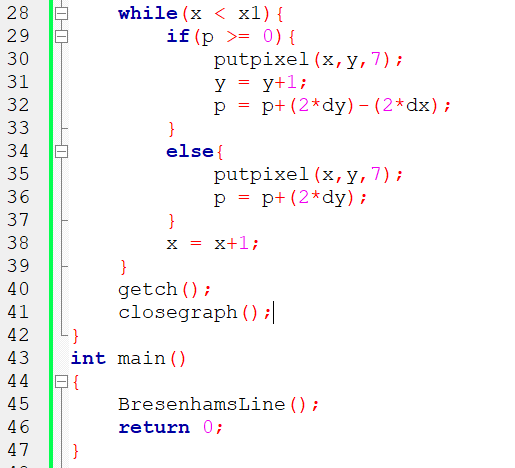 28 while(x < x1){
29 if(p >= 0){
30 putpixel(x,y,7);
31 y = y+1;
32 p = p+(2*dy)-(2*dx);
33 }
34 else{
35 putpixel(x,y,7);
36 p = p+(2*dy);
37 }
38 x = x+1;
39 }
40 getch();
41 closegraph();
42 }
43 int main()
44 {
45 BresenhamsLine();
46 return 0;
47 }